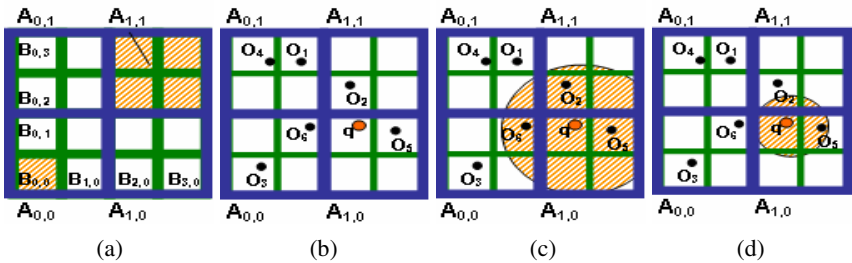 A0,1 A1,1 A0,1 A1,1 A0,1 A1,1 A0,1 A1,1
B0,3 O4 O1 O4 O1 O4 O1
B0,2 O2 O2 O2
B0,1 O6 q O5 O6 q O5 O6 q O5
B0,0 B1,0 B2,0 B3,0 O3 O3 O3
A0,0 A1,0 A0,0 A1,0 A0,0 A1,0 A0,0 A1,0
(a) (b) (c) (d)